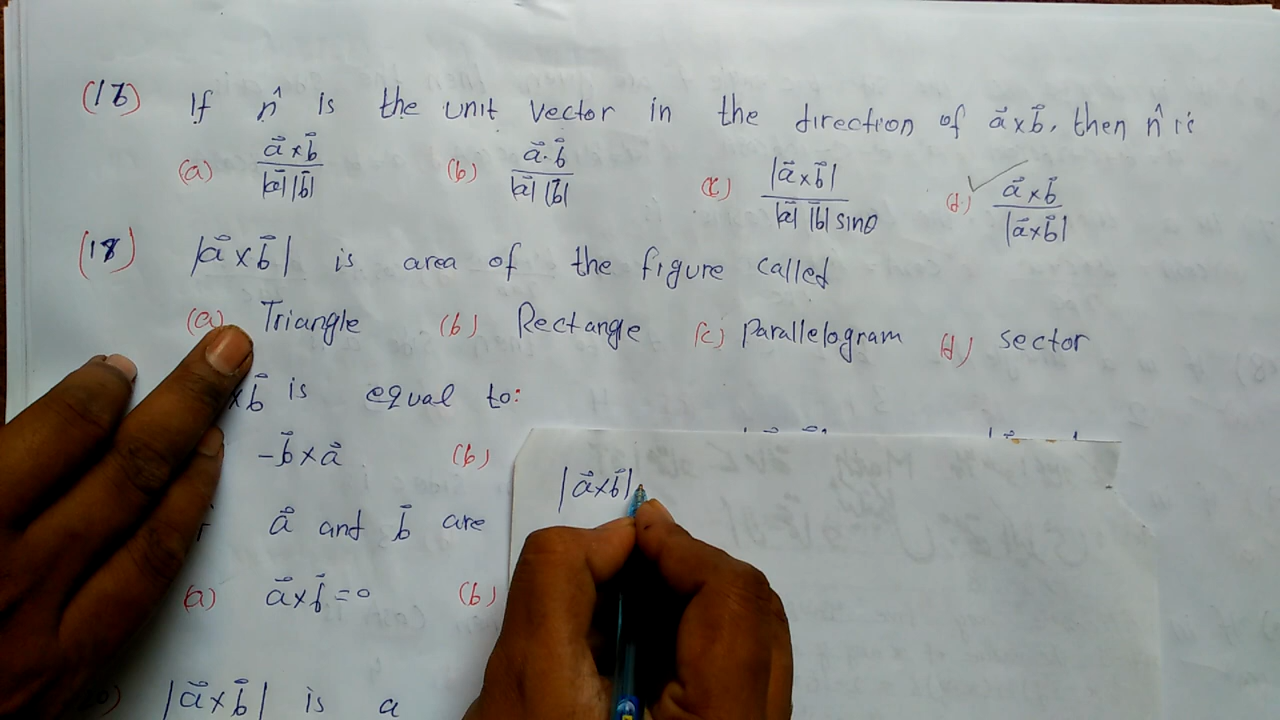 (16) If n̂ is the unit vector in the direction of a⃗×b⃗, then n̂ is
(a) a⃗×b⃗ / |a⃗| |b⃗| (b) a⃗·b⃗ / |a⃗| |b⃗| (c) |a⃗×b⃗| / |a⃗| |b⃗| sinθ (d) a⃗×b⃗ / |a⃗×b⃗|
(18) |a⃗×b⃗| is area of the figure called
(a) Triangle (b) Rectangle (c) parallelogram (d) sector
×b⃗ is equal to:
-b⃗×a⃗ (b)
|a⃗×b⃗|
a⃗ and b⃗ are
(a) a⃗×b⃗=0 (b)
|a⃗×b⃗| is a